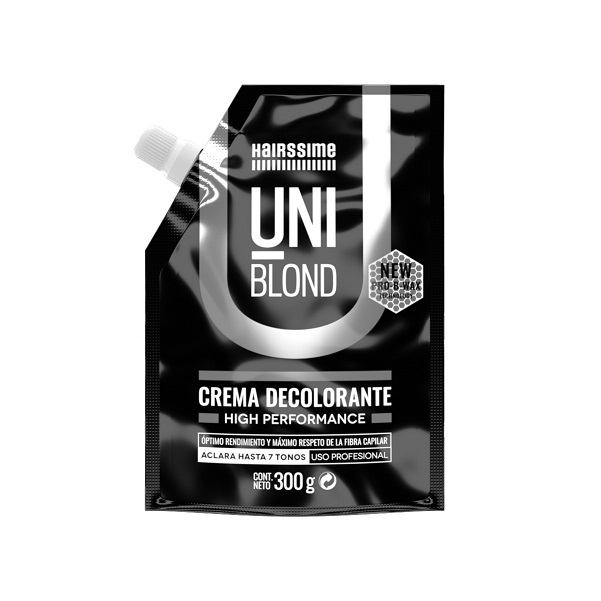 HAIRSSIME
UNI
BLOND
NEW
PRO-B-WAX
TECHNOLOGY
CREMA DECOLORANTE
HIGH PERFORMANCE
ÓPTIMO RENDIMIENTO Y MÁXIMO RESPETO DE LA FIBRA CAPILAR
ACLARA HASTA 7 TONOS USO PROFESIONAL
CONT. NETO 300 g